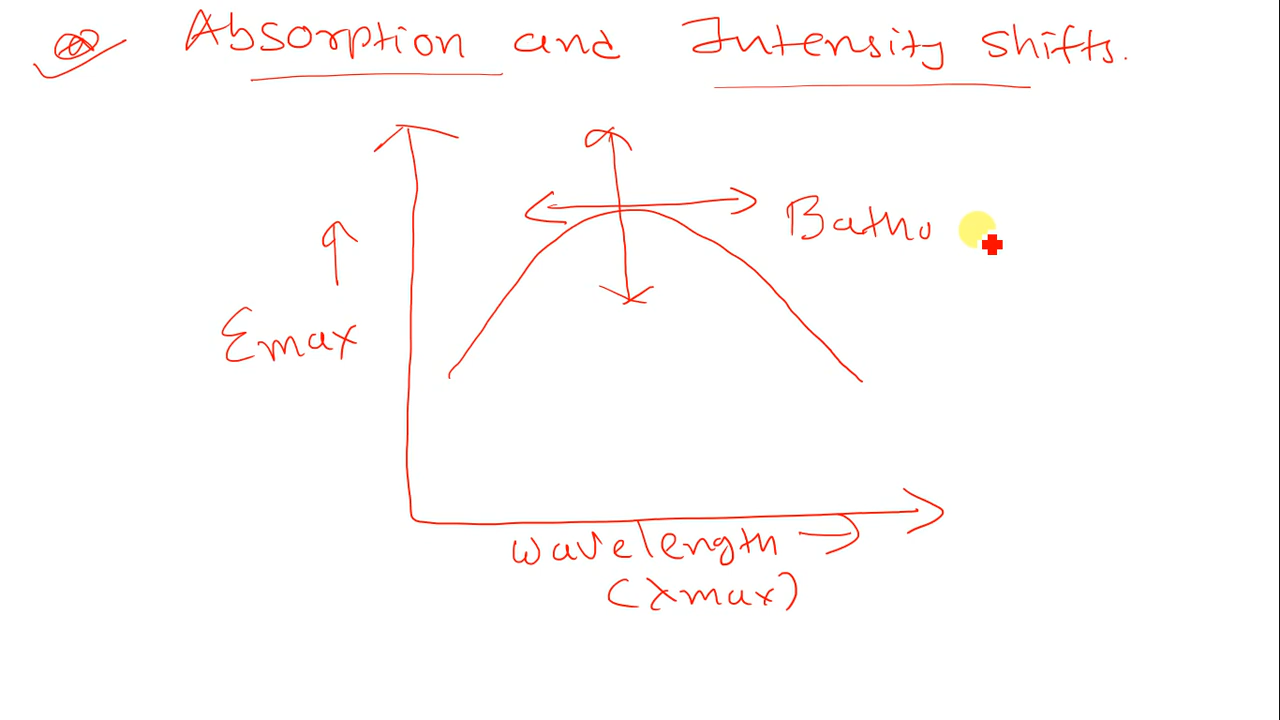 Absorption and Intensity shifts.
Batho
Emax
wavelength
(λmax)